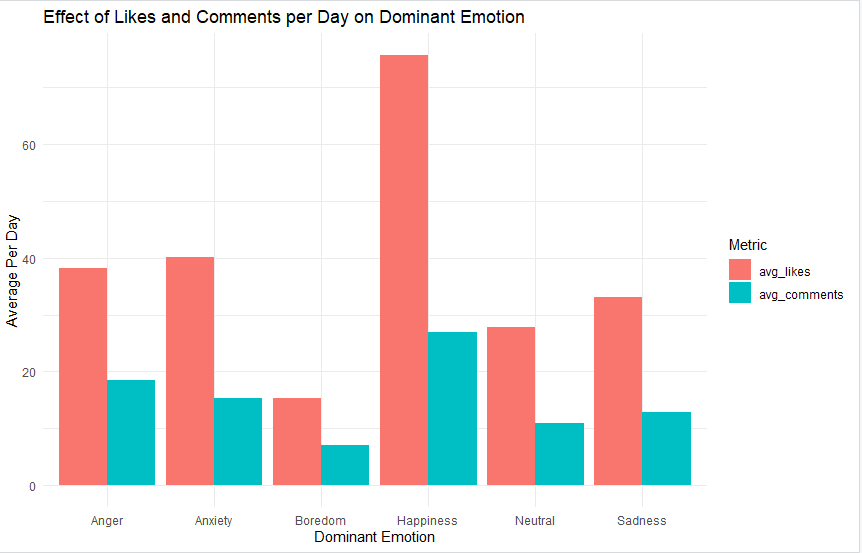 Effect of Likes and Comments per Day on Dominant Emotion
Average Per Day
60
40
20
0
Anger Anxiety Boredom Happiness Neutral Sadness
Dominant Emotion
Metric
avg_likes
avg_comments